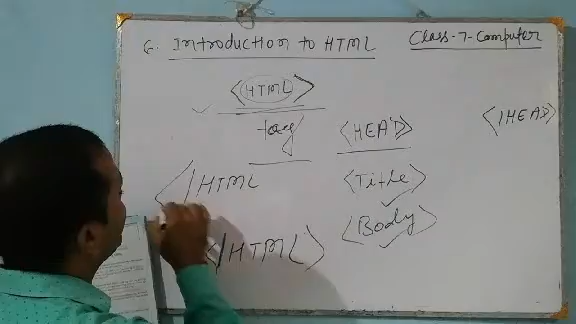 6. Introduction to HTML
Class-7-Computer
<HTML>
tag
<HEAD>
</HEAD>
</HTML
<Title>
<Body>
</HTML>